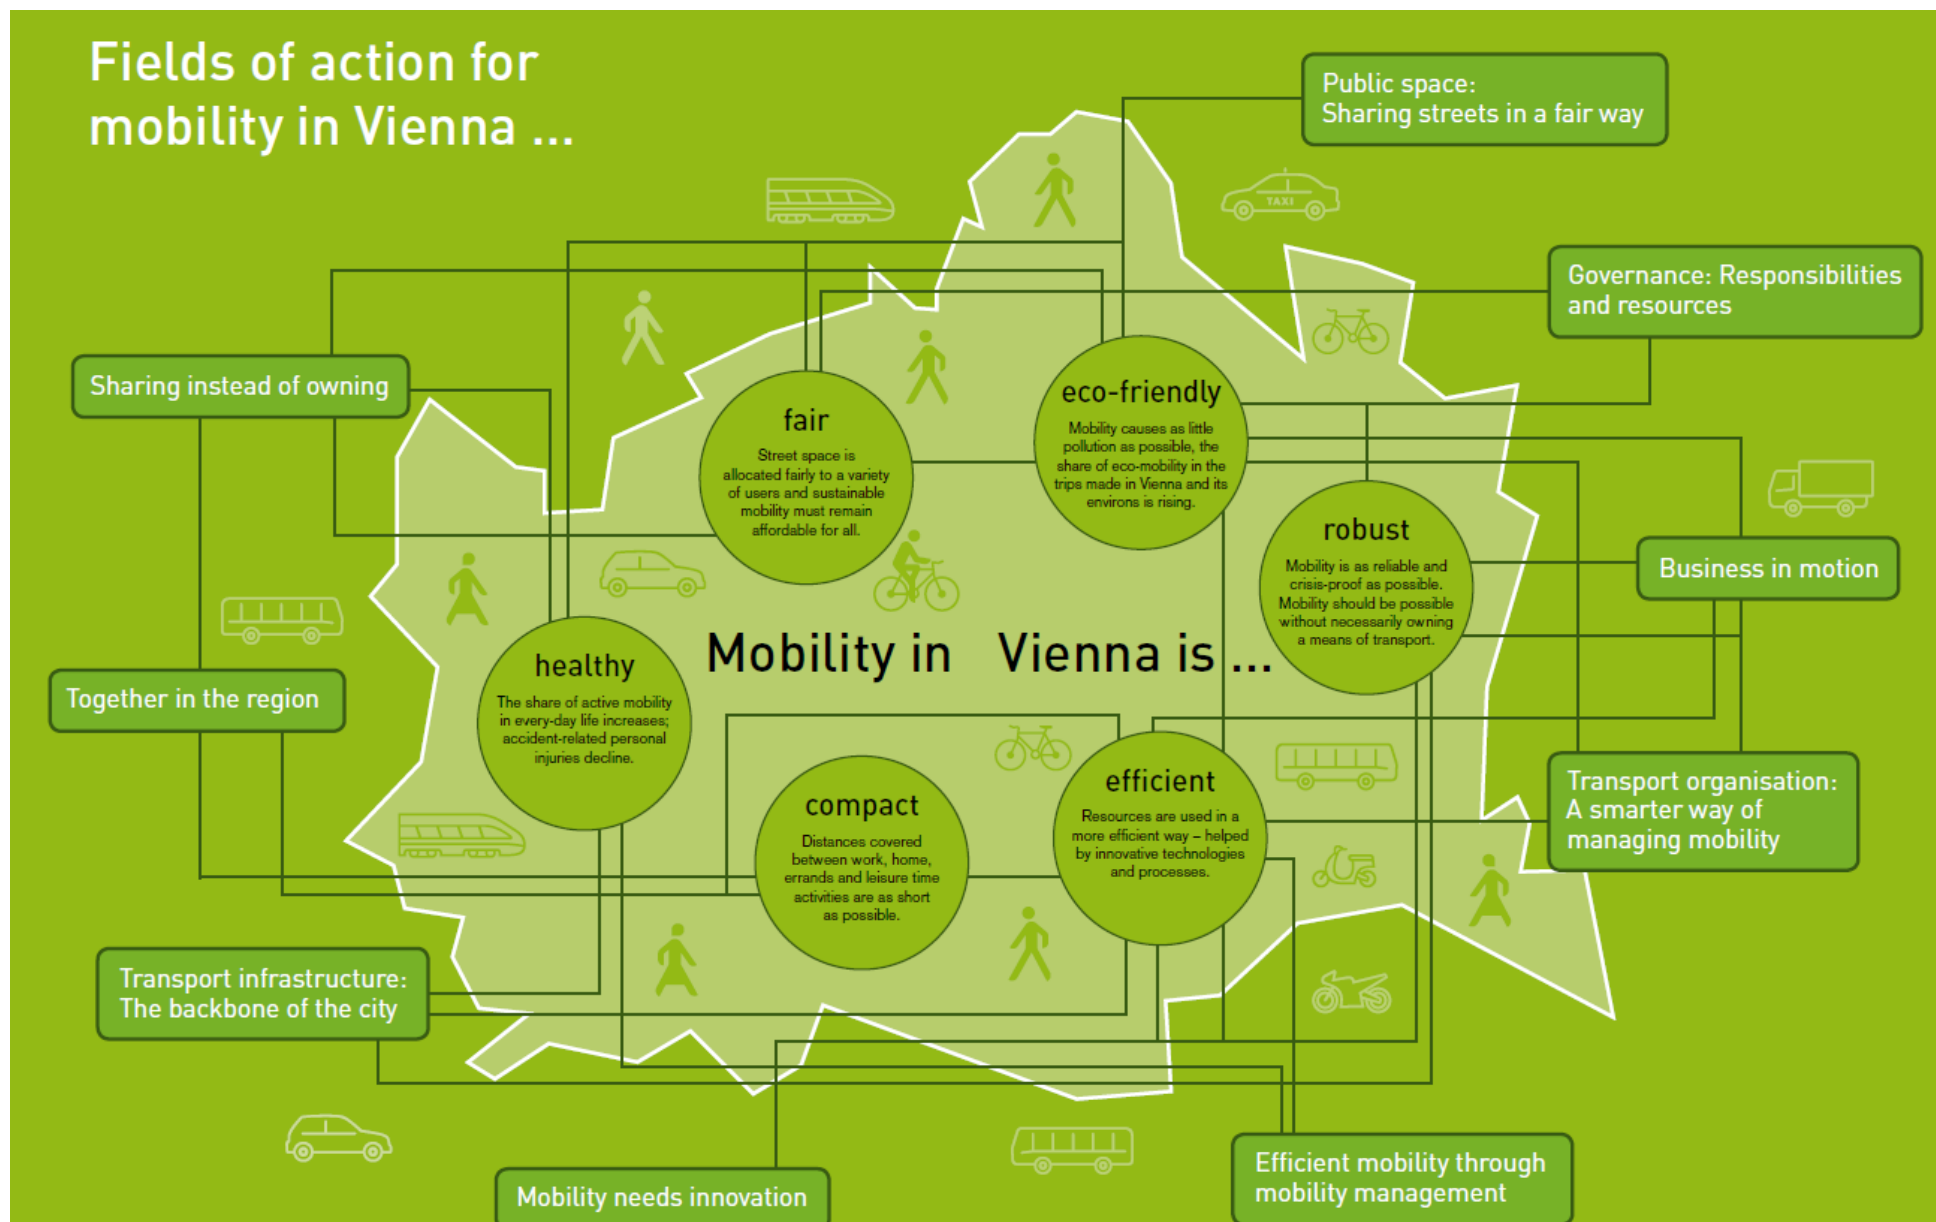 Fields of action for
mobility in Vienna ...
Public space:
Sharing streets in a fair way
TAXI
Governance: Responsibilities
and resources
Sharing instead of owning
eco-friendly
Mobility causes as little
pollution as possible, the
share of eco-mobility in the
trips made in Vienna and its
environs is rising.
fair
Street space is
allocated fairly to a variety
of users and sustainable
mobility must remain
affordable for all.
robust
Mobility is as reliable and
crisis-proof as possible.
Mobility should be possible
without necessarily owning
a means of transport.
Business in motion
Mobility in Vienna is ...
healthy
The share of active mobility
in every-day life increases;
accident-related personal
injuries decline.
Together in the region
efficient
Resources are used in a
more efficient way – helped
by innovative technologies
and processes.
compact
Distances covered
between work, home,
errands and leisure time
activities are as short
as possible.
Transport organisation:
A smarter way of
managing mobility
Transport infrastructure:
The backbone of the city
Mobility needs innovation
Efficient mobility through
mobility management